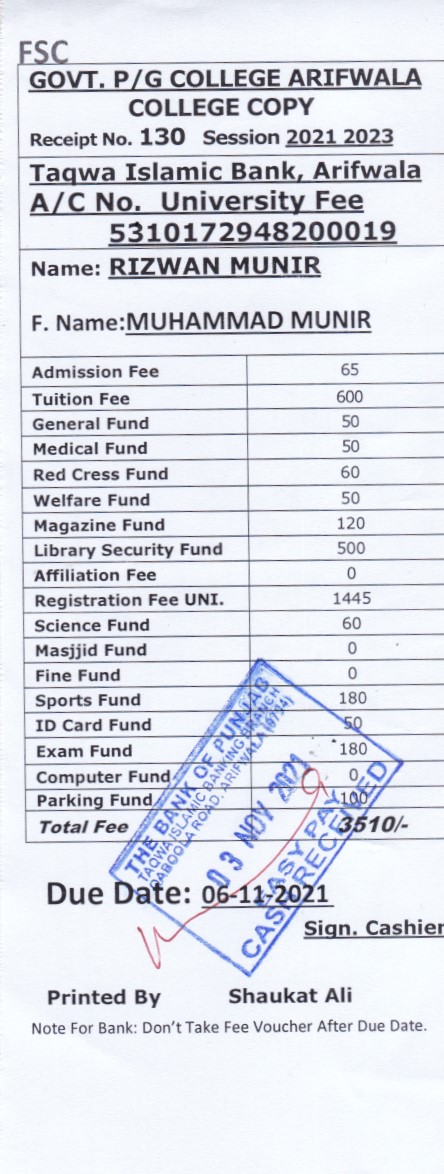 FSC
GOVT. P/G COLLEGE ARIFWALA
COLLEGE COPY
Receipt No. 130 Session 2021 2023
Taqwa Islamic Bank, Arifwala
A/C No. University Fee
5310172948200019
Name: RIZWAN MUNIR
F. Name:MUHAMMAD MUNIR
Admission Fee 65
Tuition Fee 600
General Fund 50
Medical Fund 50
Red Cress Fund 60
Welfare Fund 50
Magazine Fund 120
Library Security Fund 500
Affiliation Fee 0
Registration Fee UNI. 1445
Science Fund 60
Masjjid Fund 0
Fine Fund 0
Sports Fund 180
ID Card Fund 50
Exam Fund 180
Computer Fund 0
Parking Fund 100
Total Fee 3510/-
THE BANK OF PUNJAB
TAQWA ISLAMIC BANKING BRANCH
QABOOLA ROAD, ARIFWALA (6724)
03 NOV 2021
EASY PAY
CASH RECEIVED
Due Date: 06-11-2021
Sign. Cashier
Printed By Shaukat Ali
Note For Bank: Don't Take Fee Voucher After Due Date.